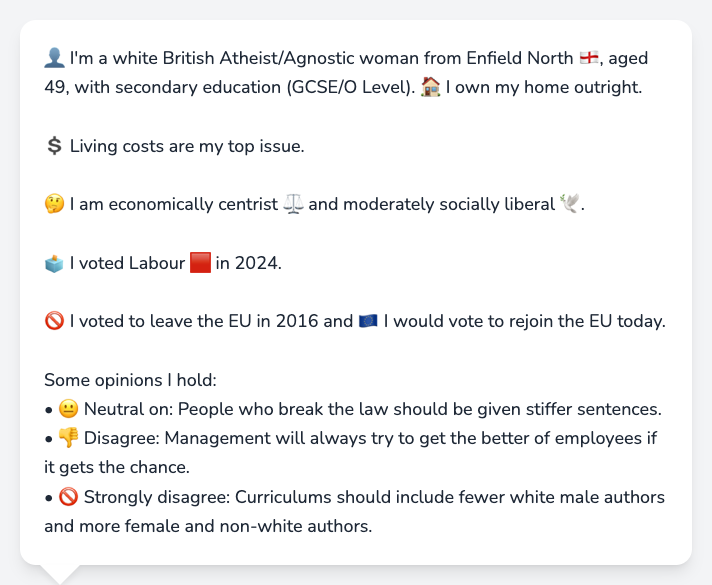 👤 I'm a white British Atheist/Agnostic woman from Enfield North 🏴󠁧󠁢󠁥󠁮󠁧󠁿, aged
49, with secondary education (GCSE/O Level). 🏠 I own my home outright.
💲 Living costs are my top issue.
🤔 I am economically centrist ⚖️ and moderately socially liberal 🕊️.
🗳️ I voted Labour 🟥 in 2024.
🚫 I voted to leave the EU in 2016 and 🇪🇺 I would vote to rejoin the EU today.
Some opinions I hold:
• 😐 Neutral on: People who break the law should be given stiffer sentences.
• 👎 Disagree: Management will always try to get the better of employees if
it gets the chance.
• 🚫 Strongly disagree: Curriculums should include fewer white male authors
and more female and non-white authors.